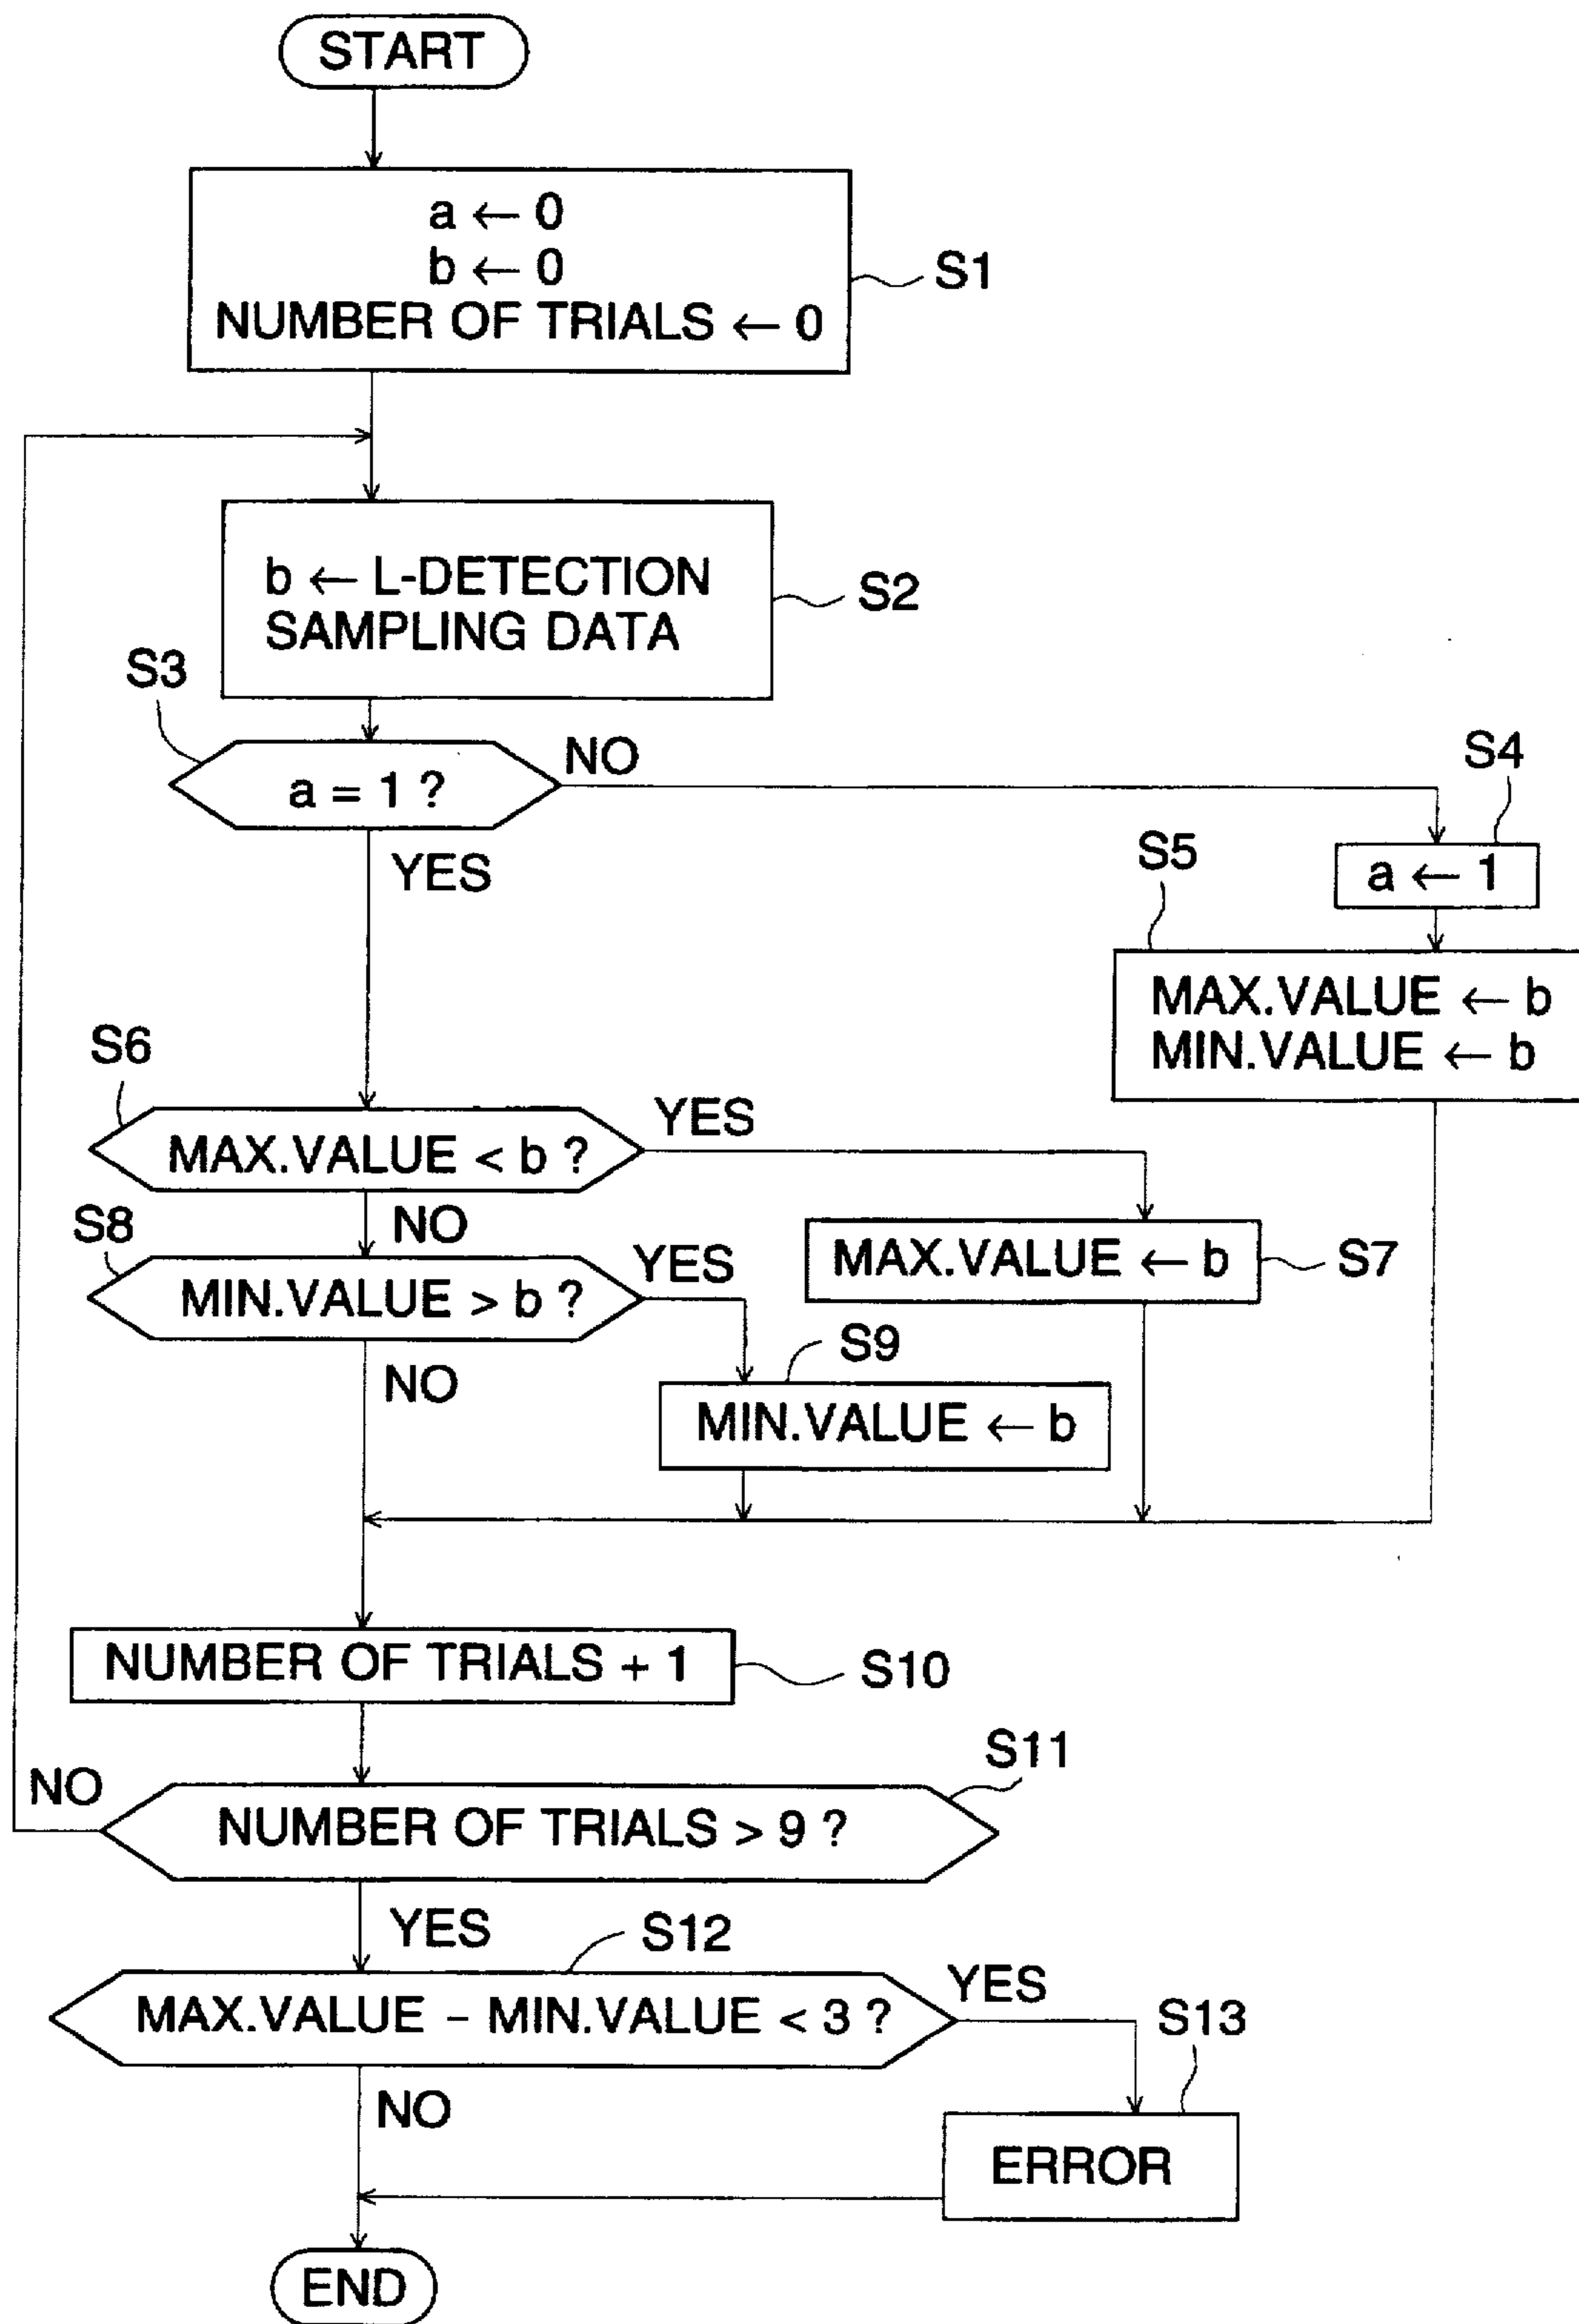 START
a ← 0
b ← 0
NUMBER OF TRIALS ← 0
S1
b ← L-DETECTION
SAMPLING DATA
S2
S3
a = 1 ?
NO
YES
S4
a ← 1
S5
MAX.VALUE ← b
MIN.VALUE ← b
S6
MAX.VALUE < b ?
YES
NO
S7
MAX.VALUE ← b
S8
MIN.VALUE > b ?
YES
NO
S9
MIN.VALUE ← b
NUMBER OF TRIALS + 1
S10
S11
NO
NUMBER OF TRIALS > 9 ?
YES
S12
MAX.VALUE – MIN.VALUE < 3 ?
YES
NO
S13
ERROR
END